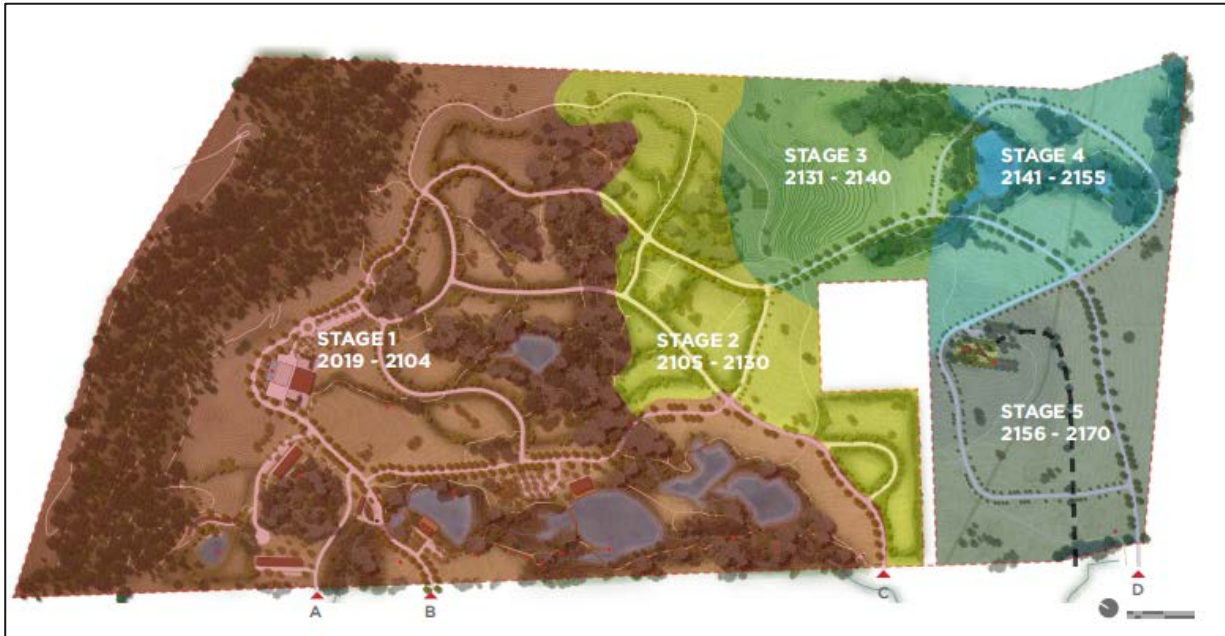 STAGE 3
2131 - 2140
STAGE 4
2141 - 2155
STAGE 1
2019 - 2104
STAGE 2
2105 - 2130
STAGE 5
2156 - 2170
A
B
C
D